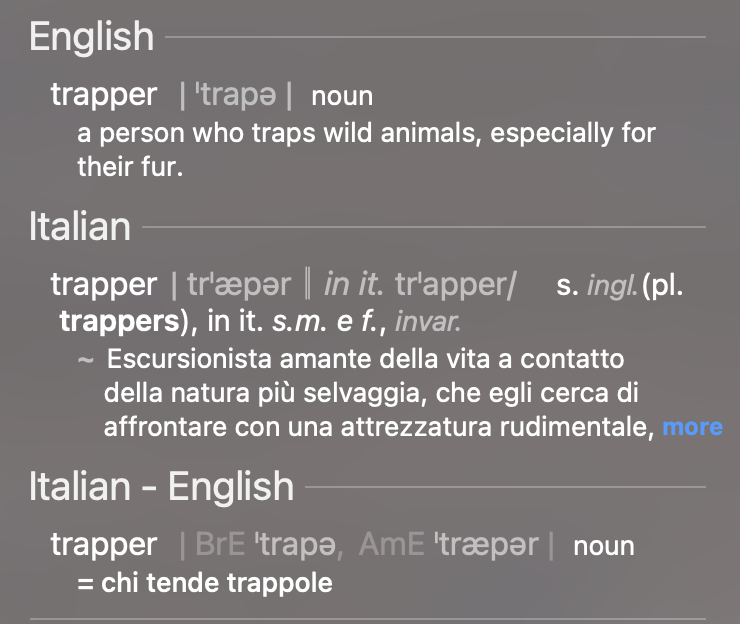 English
trapper | ˈtrapə | noun
a person who traps wild animals, especially for
their fur.
Italian
trapper | trˈæpər ‖ in it. trˈapper/ s. ingl. (pl.
trappers), in it. s.m. e f., invar.
~ Escursionista amante della vita a contatto
della natura più selvaggia, che egli cerca di
affrontare con una attrezzatura rudimentale, more
Italian - English
trapper | BrE ˈtrapə, AmE ˈtræpər | noun
= chi tende trappole